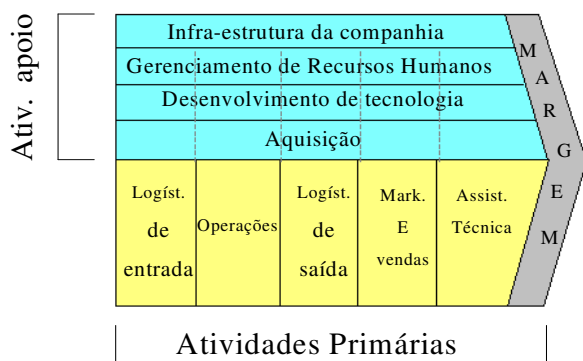 Ativ. apoio
Infra-estrutura da companhia
Gerenciamento de Recursos Humanos
Desenvolvimento de tecnologia
Aquisição
Logíst.
de
entrada
Operações
Logíst.
de
saída
Mark.
E
vendas
Assist.
Técnica
MARGEM
Atividades Primárias